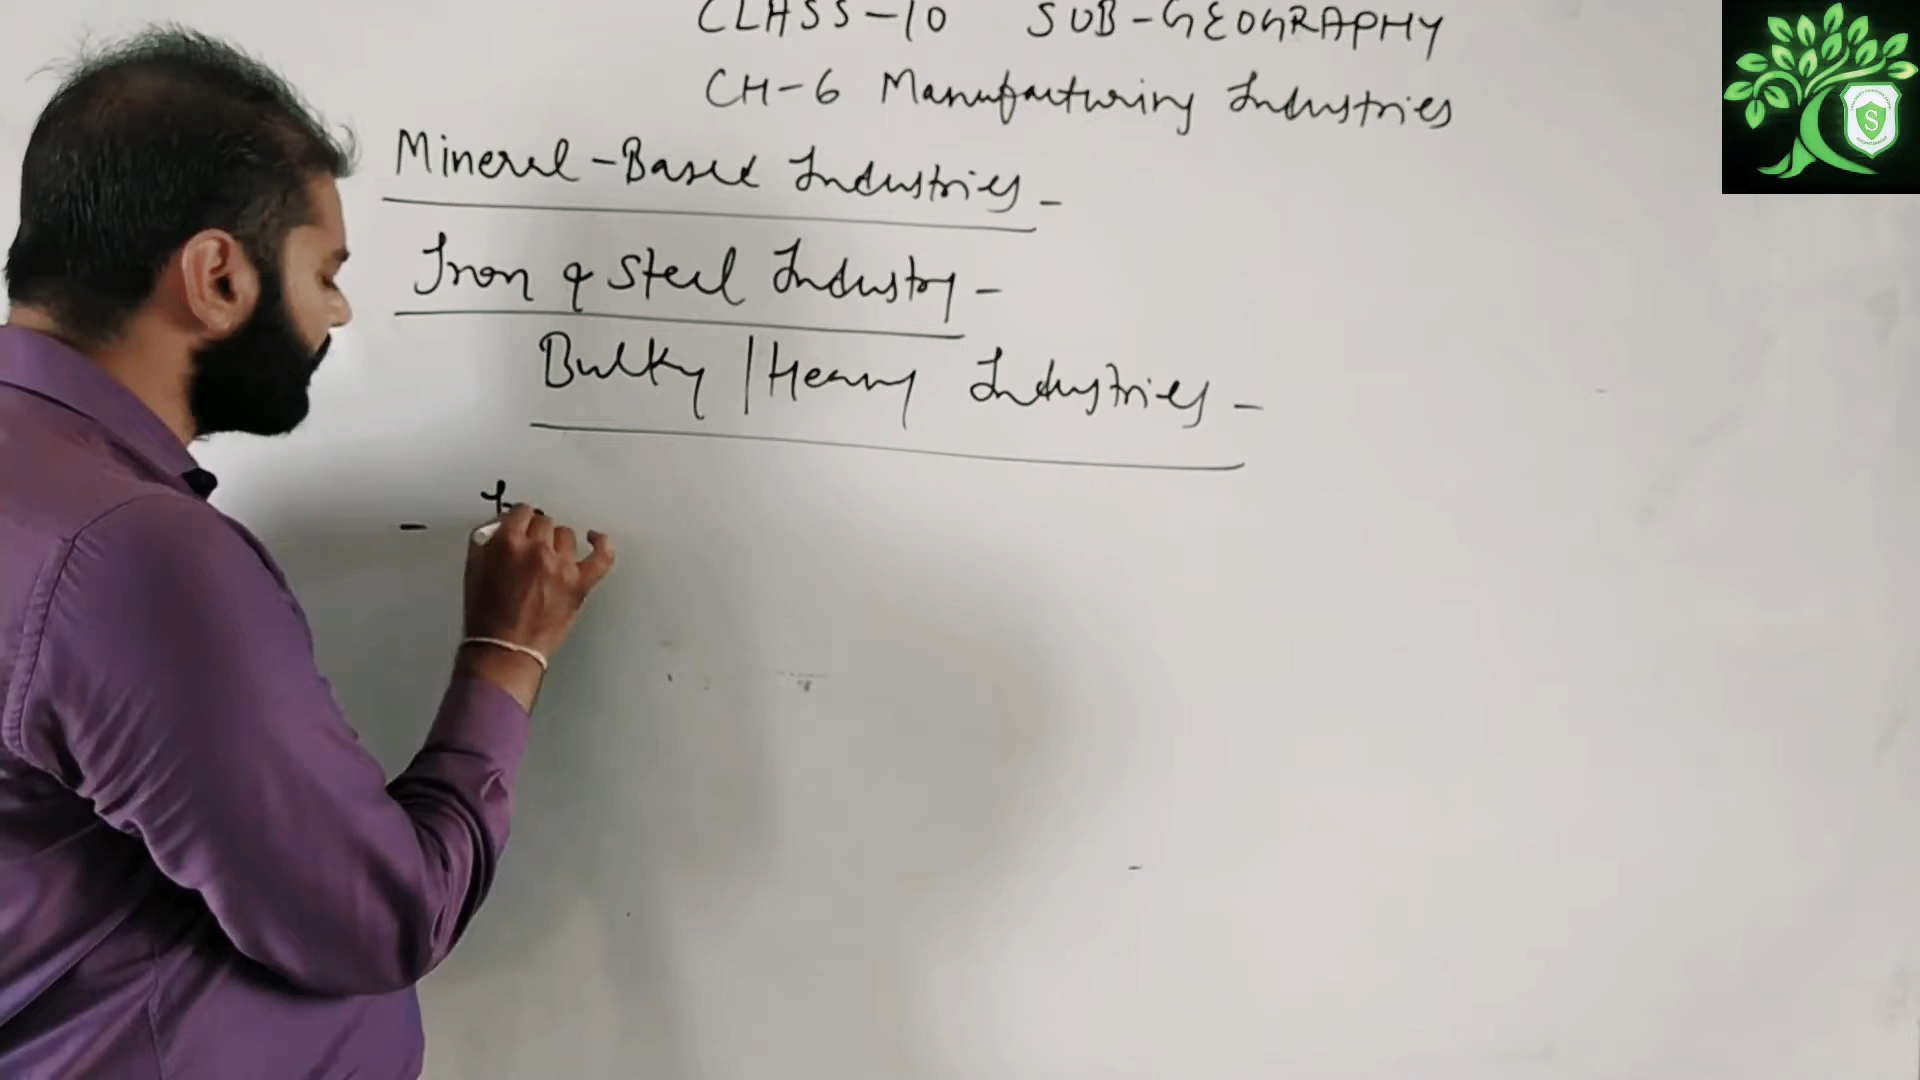 CLASS-10 SUB-GEOGRAPHY
CH-6 Manufacturing Industries
Mineral-Based Industries -
Iron & Steel Industry -
Bulky / Heavy Industries -
-
S